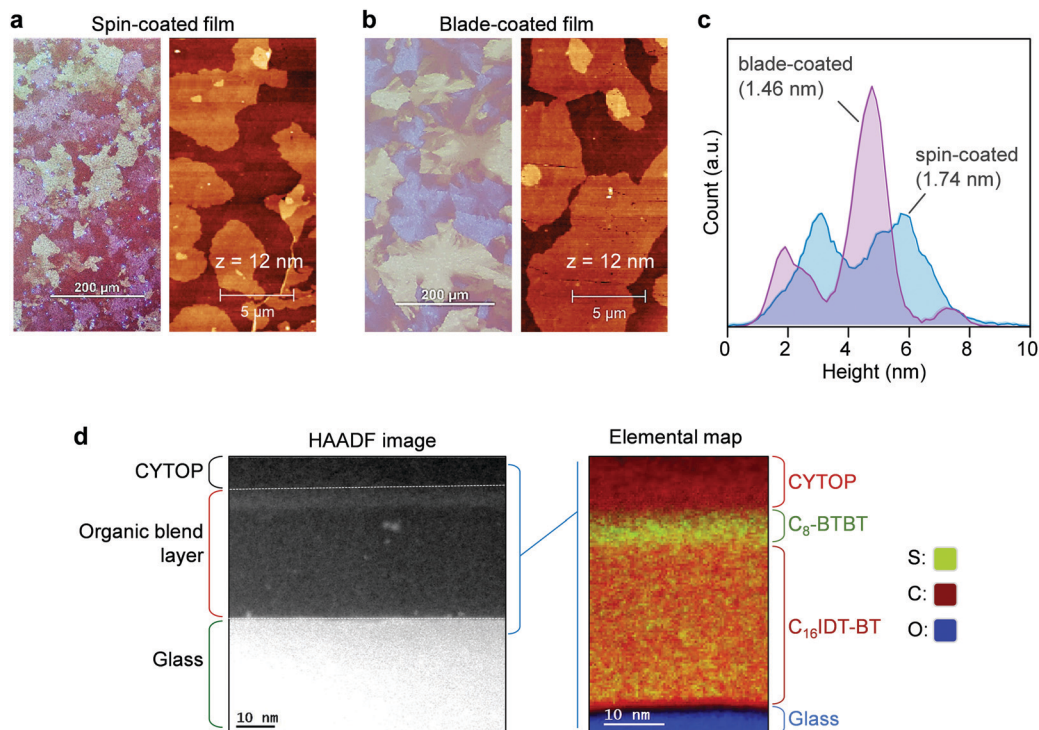 a
Spin-coated film
200 µm
z = 12 nm
5 µm
b
Blade-coated film
200 µm
z = 12 nm
5 µm
c
blade-coated
(1.46 nm)
spin-coated
(1.74 nm)
Count (a.u.)
0 2 4 6 8 10
Height (nm)
d
HAADF image
CYTOP
Organic blend
layer
Glass
10 nm
Elemental map
CYTOP
C₈-BTBT
C₁₆IDT-BT
Glass
10 nm
S:
C:
O: